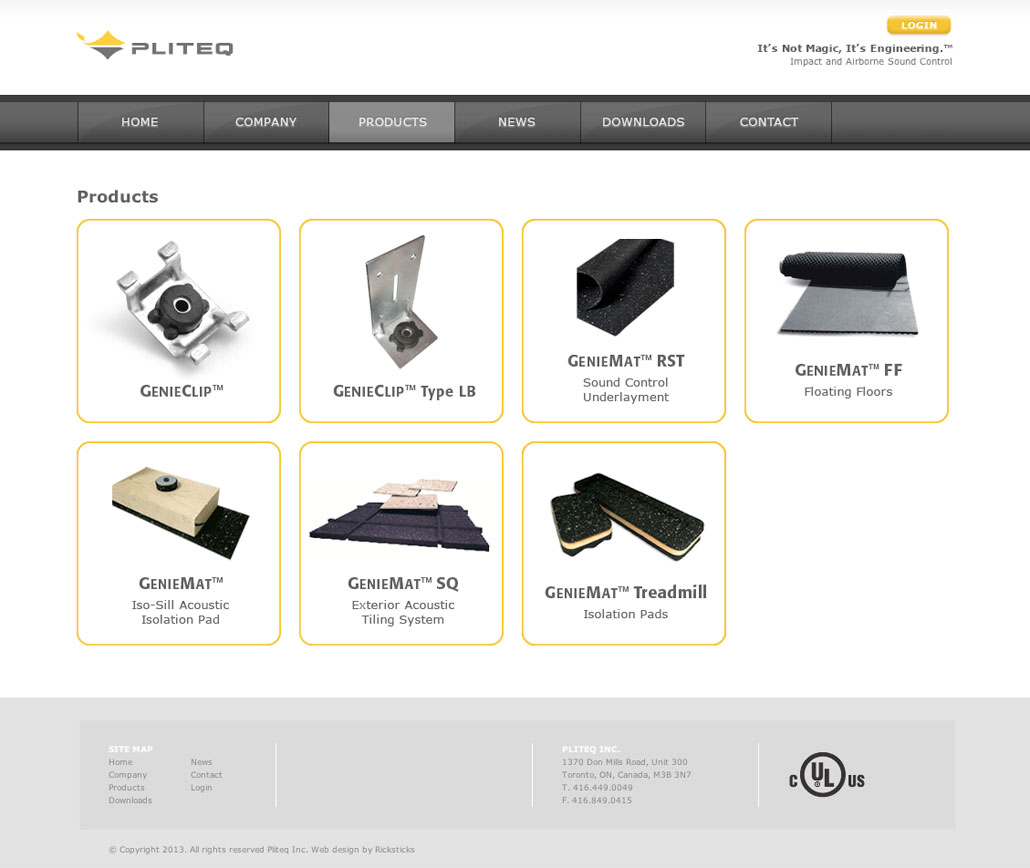 PLITEQ
LOGIN
It's Not Magic, It's Engineering.™
Impact and Airborne Sound Control
HOME
COMPANY
PRODUCTS
NEWS
DOWNLOADS
CONTACT
Products
GENIECLIP™
GENIECLIP™ Type LB
GENIEMAT™ RST
Sound Control
Underlayment
GENIEMAT™ FF
Floating Floors
GENIEMAT™
Iso-Sill Acoustic
Isolation Pad
GENIEMAT™ SQ
Exterior Acoustic
Tiling System
GENIEMAT™ Treadmill
Isolation Pads
SITE MAP
Home
Company
Products
Downloads
News
Contact
Login
PLITEQ INC.
1370 Don Mills Road, Unit 300
Toronto, ON, Canada, M3B 3N7
T. 416.449.0049
F. 416.849.0415
C UL US
© Copyright 2013. All rights reserved Pliteq Inc. Web design by Ricksticks